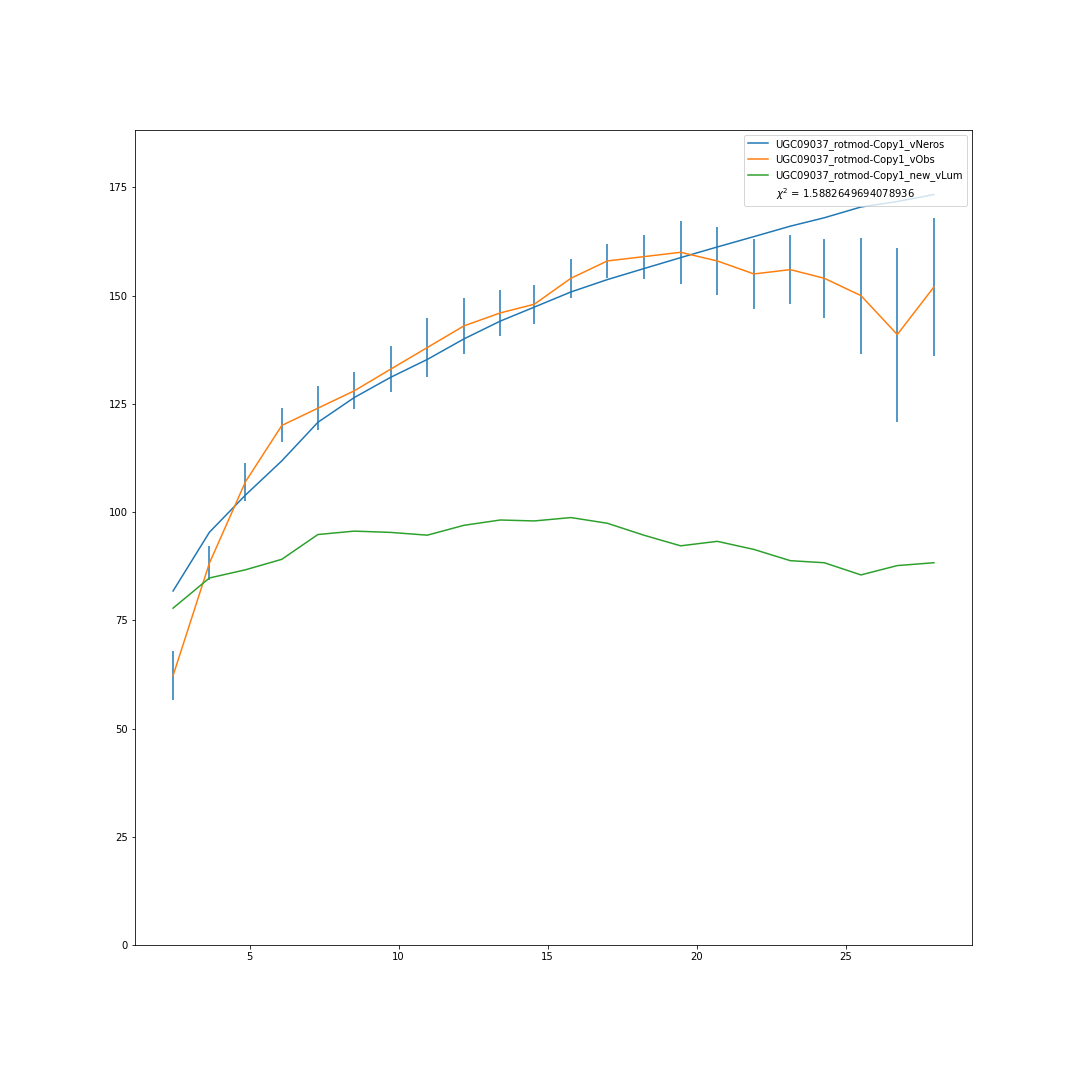 UGC09037_rotmod-Copy1_vNeros
UGC09037_rotmod-Copy1_vObs
UGC09037_rotmod-Copy1_new_vLum
χ² = 1.5882649694078936
175
150
125
100
75
50
25
0
5 10 15 20 25